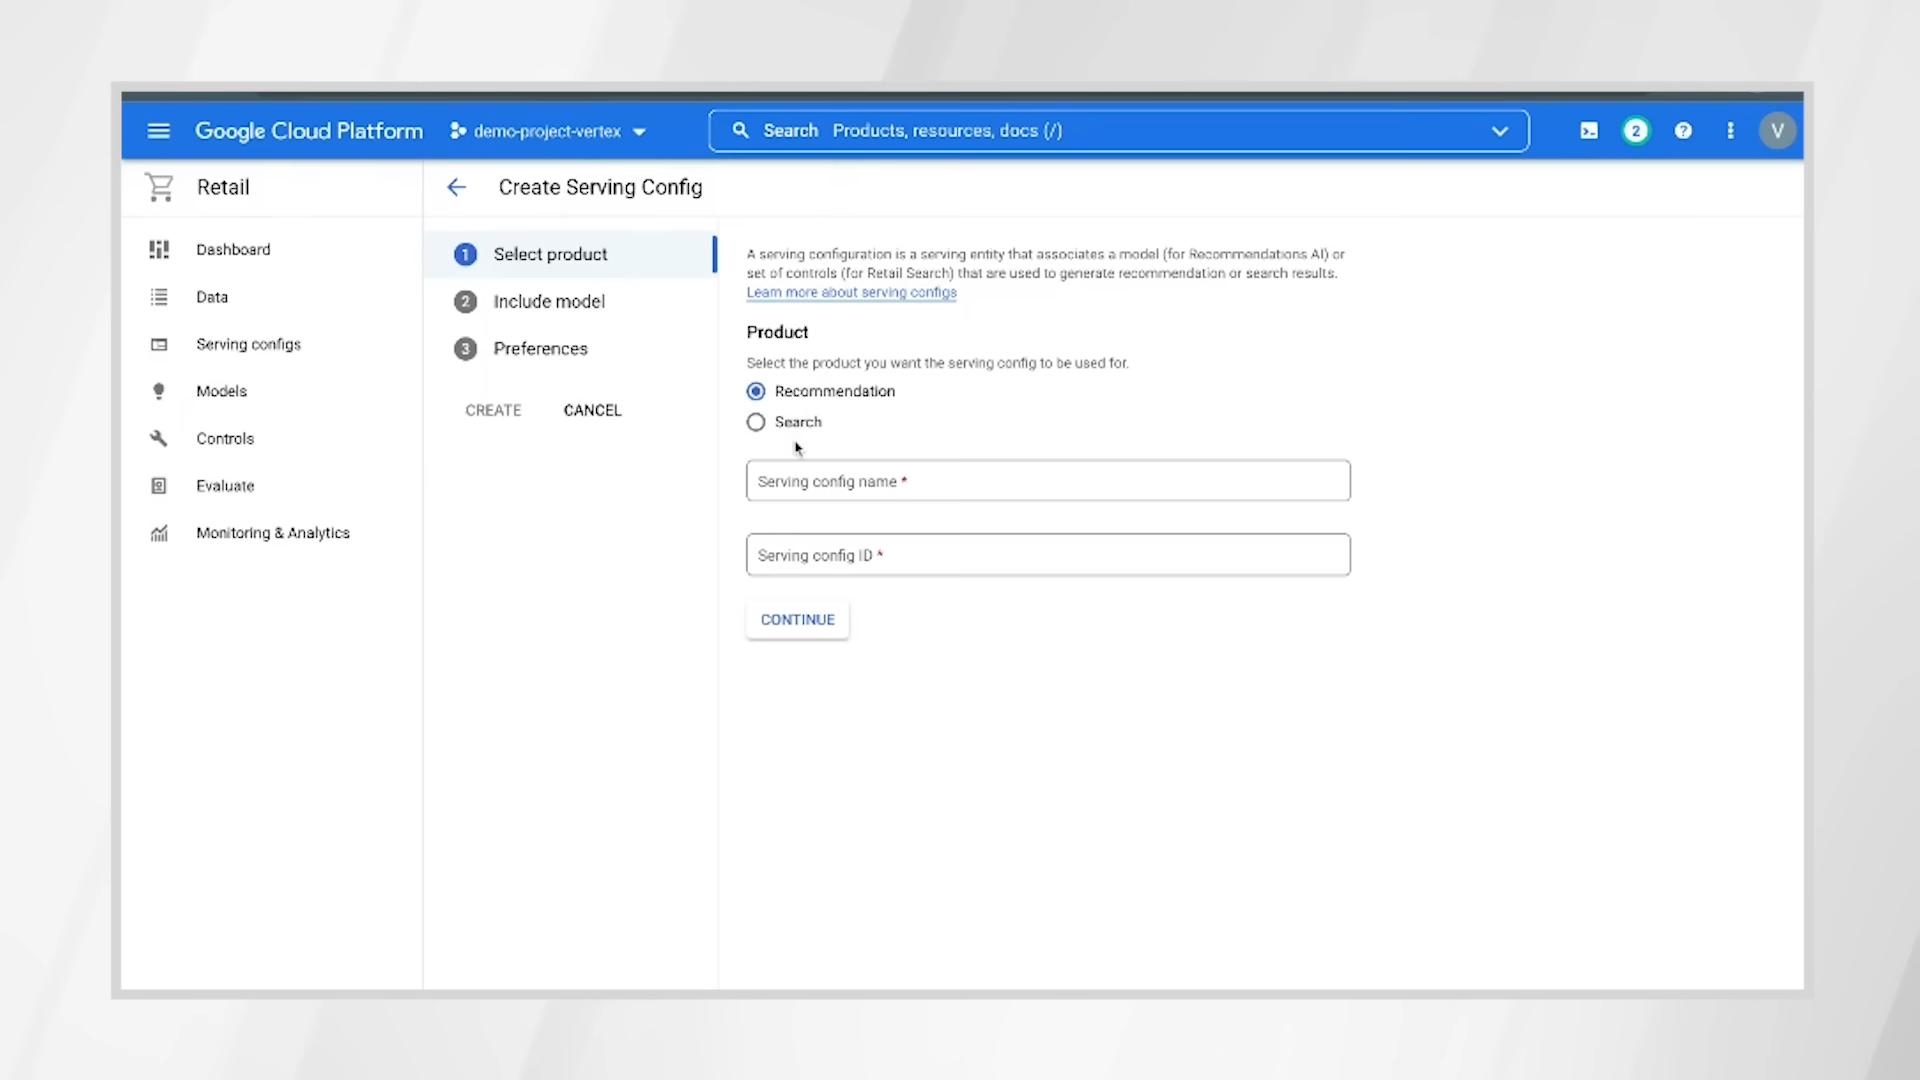 Google Cloud Platform
demo-project-vertex
Search Products, resources, docs (/)
2
V
Retail
Create Serving Config
Dashboard
Data
Serving configs
Models
Controls
Evaluate
Monitoring & Analytics
1 Select product
2 Include model
3 Preferences
CREATE CANCEL
A serving configuration is a serving entity that associates a model (for Recommendations AI) or
set of controls (for Retail Search) that are used to generate recommendation or search results.
Learn more about serving configs
Product
Select the product you want the serving config to be used for.
Recommendation
Search
Serving config name *
Serving config ID *
CONTINUE